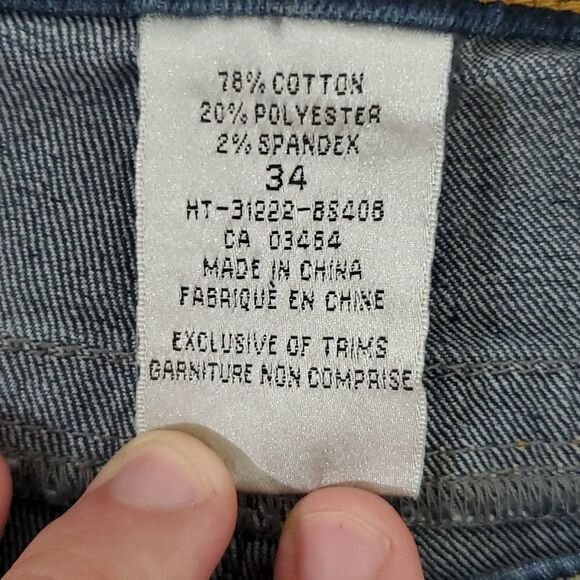 78% COTTON
20% POLYESTER
2% SPANDEX
34
HT-31222-8S408
CA 03464
MADE IN CHINA
FABRIQUÈ EN CHINE
EXCLUSIVE OF TRIMS
GARNITURE NON COMPRISE